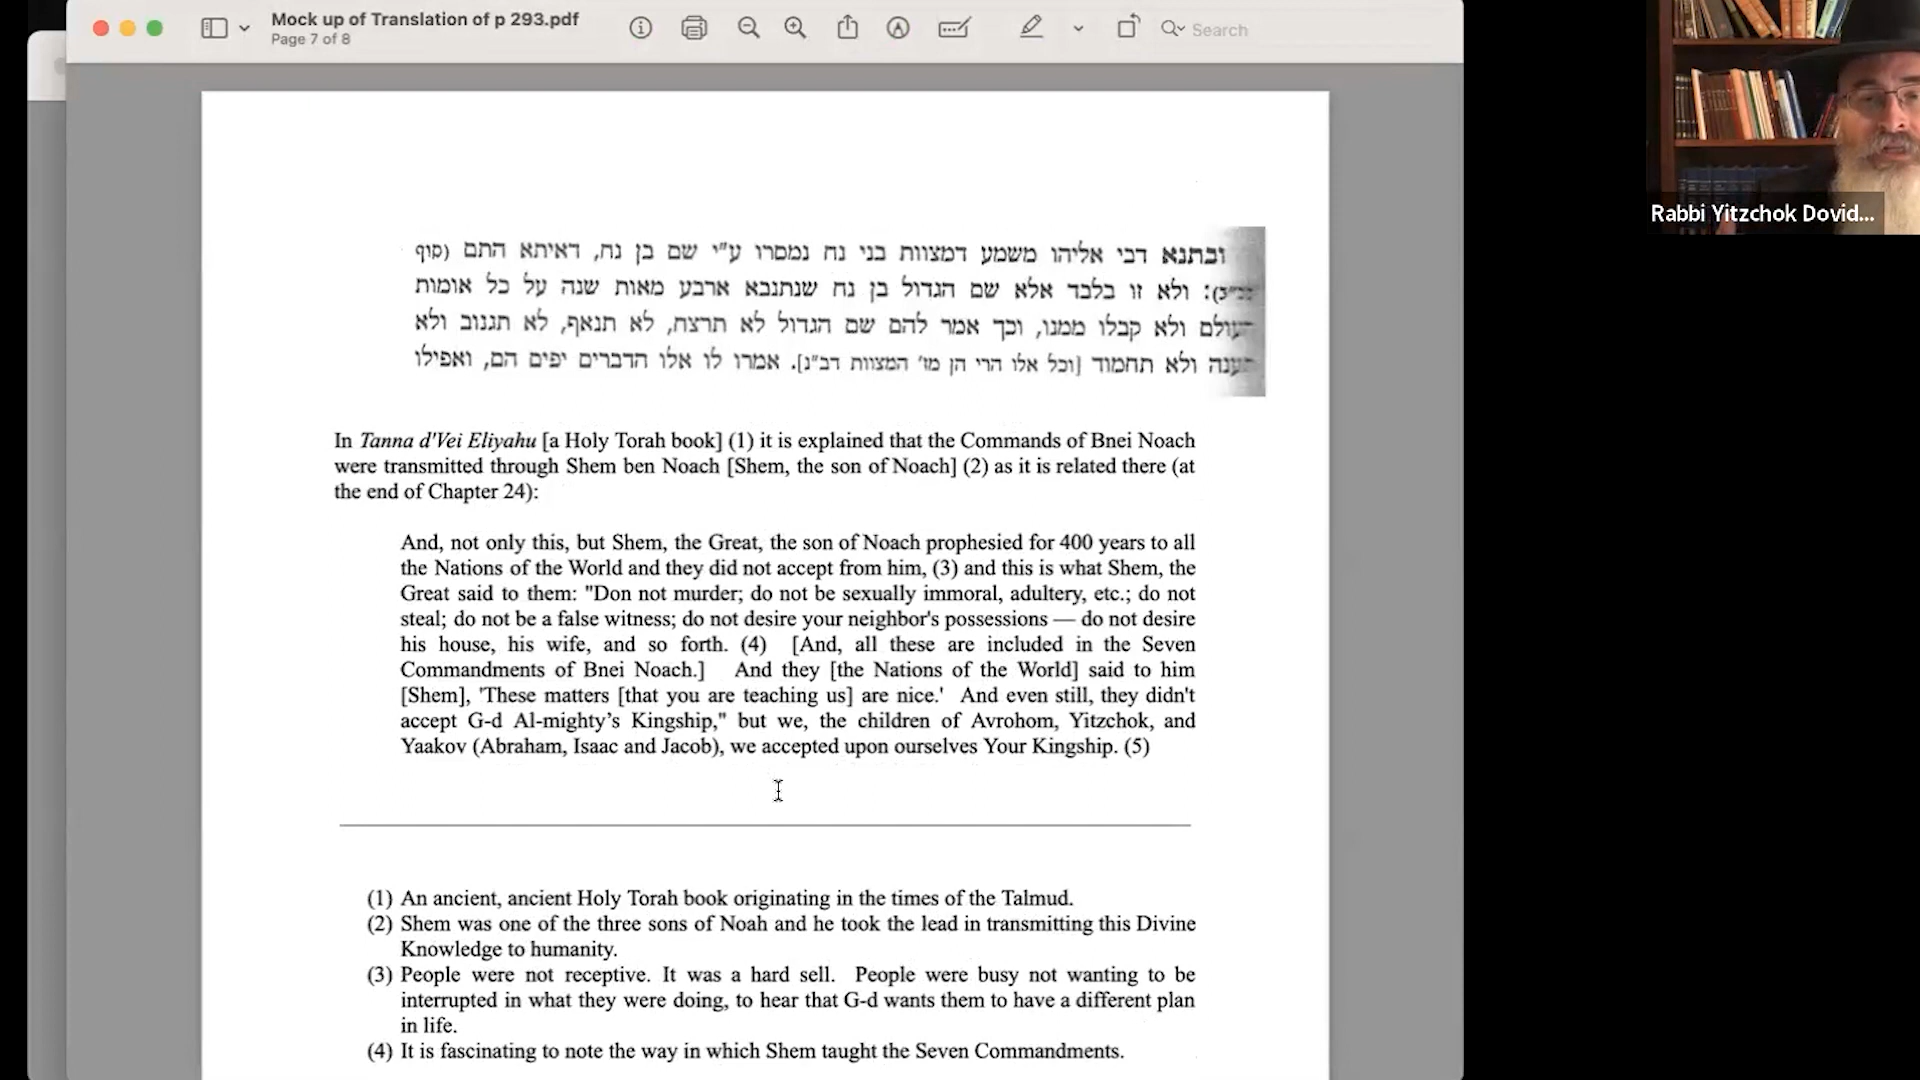 Mock up of Translation of p 293.pdf
Page 7 of 8
Search
Rabbi Yitzchok Dovid...
ובתנא דבי אליהו משמע דמצוות בני נח נמסרו ע"י שם בן נח, דאיתא התם (סוף
ולא זו בלבד אלא שם הגדול בן נח שנתנבא ארבע מאות שנה על כל אומות
ולא קבלו ממנו, וכך אמר להם שם הגדול לא תרצח, לא תנאף, לא תגנוב ולא
ולא תחמוד [וכל אלו הרי הן מז' המצוות דב"נ]. אמרו לו אלו הדברים יפים הם, ואפילו
In Tanna d'Vei Eliyahu [a Holy Torah book] (1) it is explained that the Commands of Bnei Noach
were transmitted through Shem ben Noach [Shem, the son of Noach] (2) as it is related there (at
the end of Chapter 24):
And, not only this, but Shem, the Great, the son of Noach prophesied for 400 years to all
the Nations of the World and they did not accept from him, (3) and this is what Shem, the
Great said to them: "Don not murder; do not be sexually immoral, adultery, etc.; do not
steal; do not be a false witness; do not desire your neighbor's possessions — do not desire
his house, his wife, and so forth. (4) [And, all these are included in the Seven
Commandments of Bnei Noach.] And they [the Nations of the World] said to him
[Shem], 'These matters [that you are teaching us] are nice.' And even still, they didn't
accept G-d Al-mighty’s Kingship," but we, the children of Avrohom, Yitzchok, and
Yaakov (Abraham, Isaac and Jacob), we accepted upon ourselves Your Kingship. (5)
(1) An ancient, ancient Holy Torah book originating in the times of the Talmud.
(2) Shem was one of the three sons of Noah and he took the lead in transmitting this Divine
Knowledge to humanity.
(3) People were not receptive. It was a hard sell. People were busy not wanting to be
interrupted in what they were doing, to hear that G-d wants them to have a different plan
in life.
(4) It is fascinating to note the way in which Shem taught the Seven Commandments.